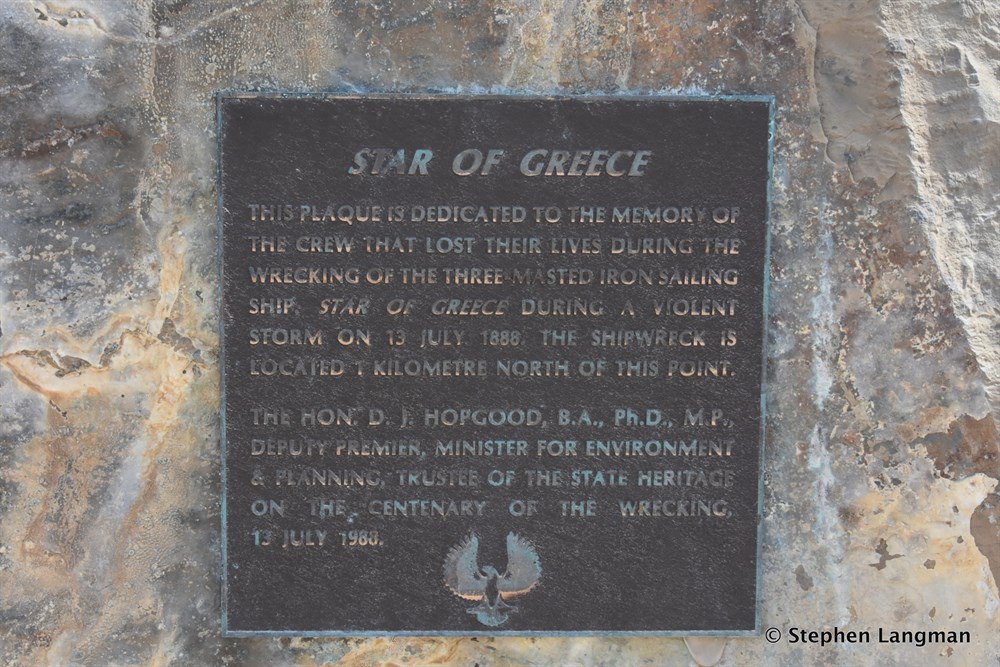 STAR OF GREECE
THIS PLAQUE IS DEDICATED TO THE MEMORY OF
THE CREW THAT LOST THEIR LIVES DURING THE
WRECKING OF THE THREE-MASTED IRON SAILING
SHIP, STAR OF GREECE DURING A VIOLENT
STORM ON 13 JULY 1888. THE SHIPWRECK IS
LOCATED 1 KILOMETRE NORTH OF THIS POINT.
THE HON. D. J. HOPGOOD, B.A., Ph.D., M.P.,
DEPUTY PREMIER, MINISTER FOR ENVIRONMENT
& PLANNING, TRUSTEE OF THE STATE HERITAGE
ON THE CENTENARY OF THE WRECKING,
13 JULY 1988.
© Stephen Langman